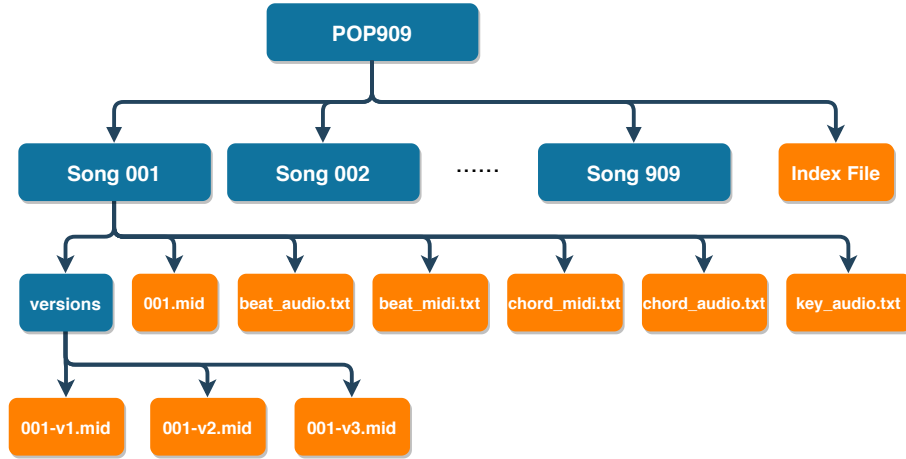 POP909
Song 001
Song 002
......
Song 909
Index File
versions
001.mid
beat_audio.txt
beat_midi.txt
chord_midi.txt
chord_audio.txt
key_audio.txt
001-v1.mid
001-v2.mid
001-v3.mid